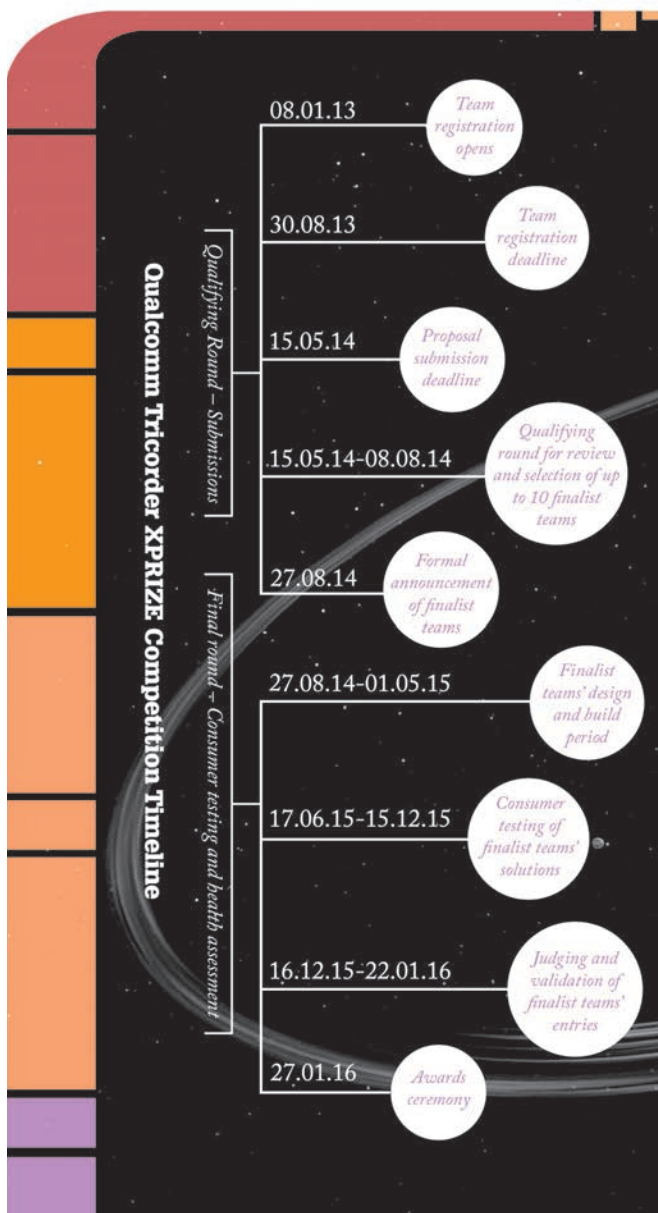 Qualcomm Tricorder XPRIZE Competition Timeline
Qualifying Round – Submissions
08.01.13
Team
registration
opens
30.08.13
Team
registration
deadline
15.05.14
Proposal
submission
deadline
15.05.14-08.08.14
Qualifying
round for review
and selection of up
to 10 finalist
teams
27.08.14
Formal
announcement
of finalist
teams
Final round – Consumer testing and health assessment
27.08.14-01.05.15
Finalist
teams' design
and build
period
17.06.15-15.12.15
Consumer
testing of
finalist teams'
solutions
16.12.15-22.01.16
Judging and
validation of
finalist teams'
entries
27.01.16
Awards
ceremony